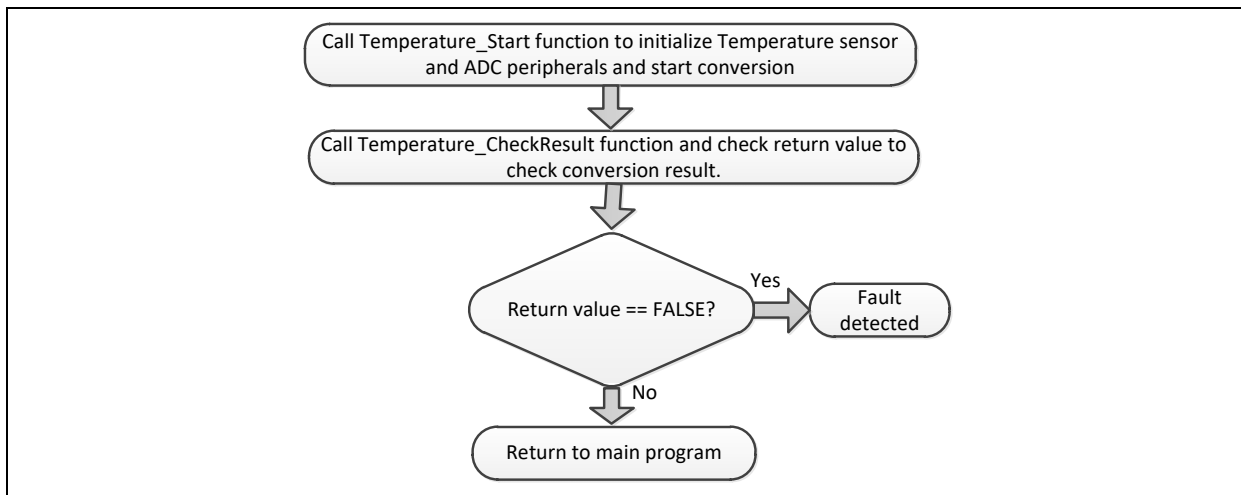 Call Temperature_Start function to initialize Temperature sensor
and ADC peripherals and start conversion
Call Temperature_CheckResult function and check return value to
check conversion result.
Return value == FALSE?
Yes
Fault
detected
No
Return to main program